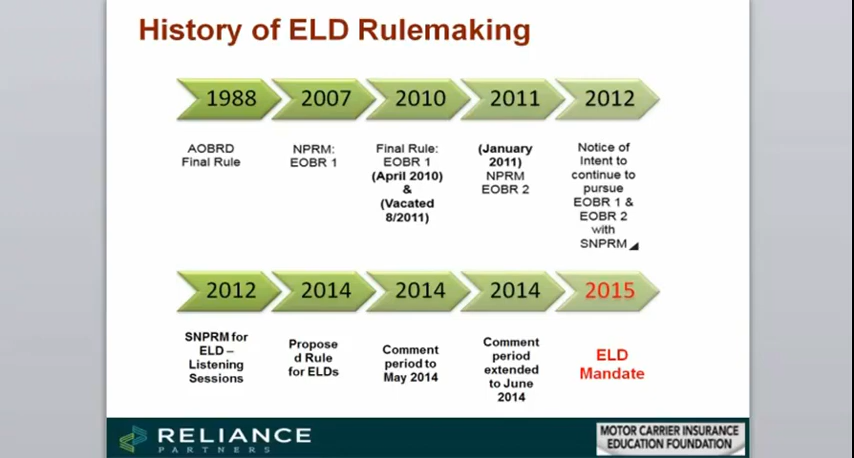 History of ELD Rulemaking
1988
2007
2010
2011
2012
AOBRD
Final Rule
NPRM:
EOBR 1
Final Rule:
EOBR 1
(April 2010)
&
(Vacated
8/2011)
(January
2011)
NPRM
EOBR 2
Notice of
Intent to
continue to
pursue
EOBR 1 &
EOBR 2
with
SNPRM
2012
2014
2014
2014
2015
SNPRM for
ELD –
Listening
Sessions
Propose
d Rule
for ELDs
Comment
period to
May 2014
Comment
period
extended
to June
2014
ELD
Mandate
RELIANCE
PARTNERS
MOTOR CARRIER INSURANCE
EDUCATION FOUNDATION